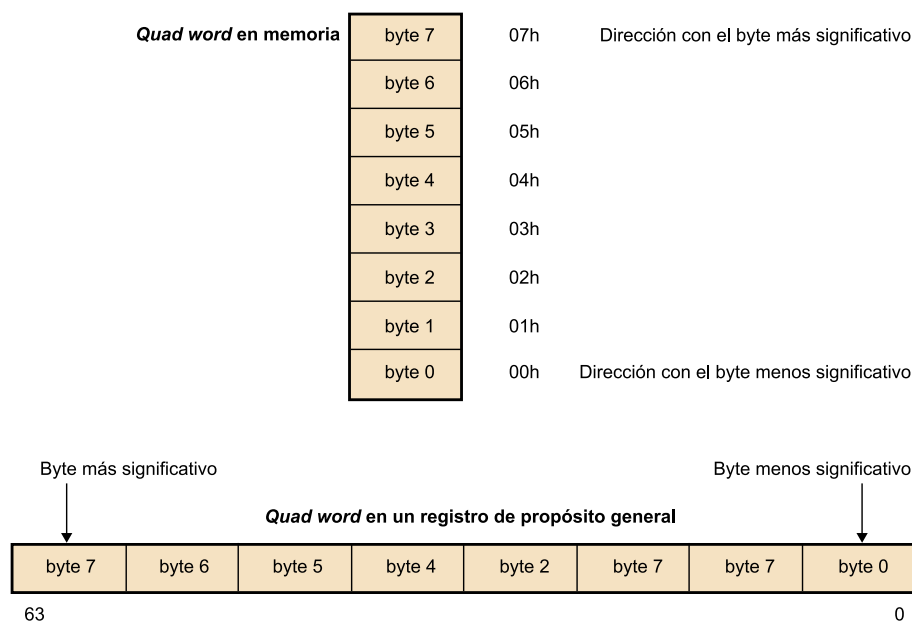 Quad word en memoria byte 7 07h Dirección con el byte más significativo
byte 6 06h
byte 5 05h
byte 4 04h
byte 3 03h
byte 2 02h
byte 1 01h
byte 0 00h Dirección con el byte menos significativo
Byte más significativo Byte menos significativo
Quad word en un registro de propósito general
byte 7 byte 6 byte 5 byte 4 byte 2 byte 7 byte 7 byte 0
63 0